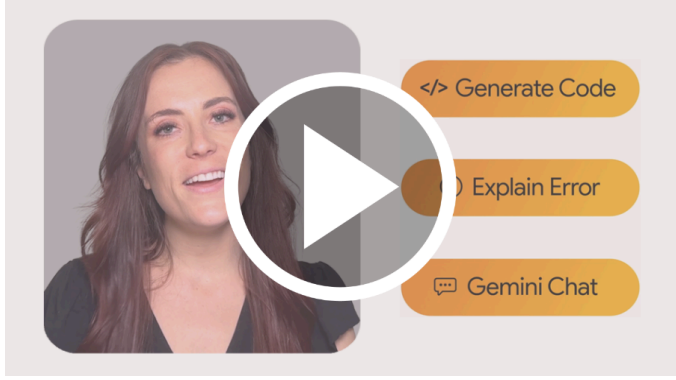 </> Generate Code
Explain Error
Gemini Chat